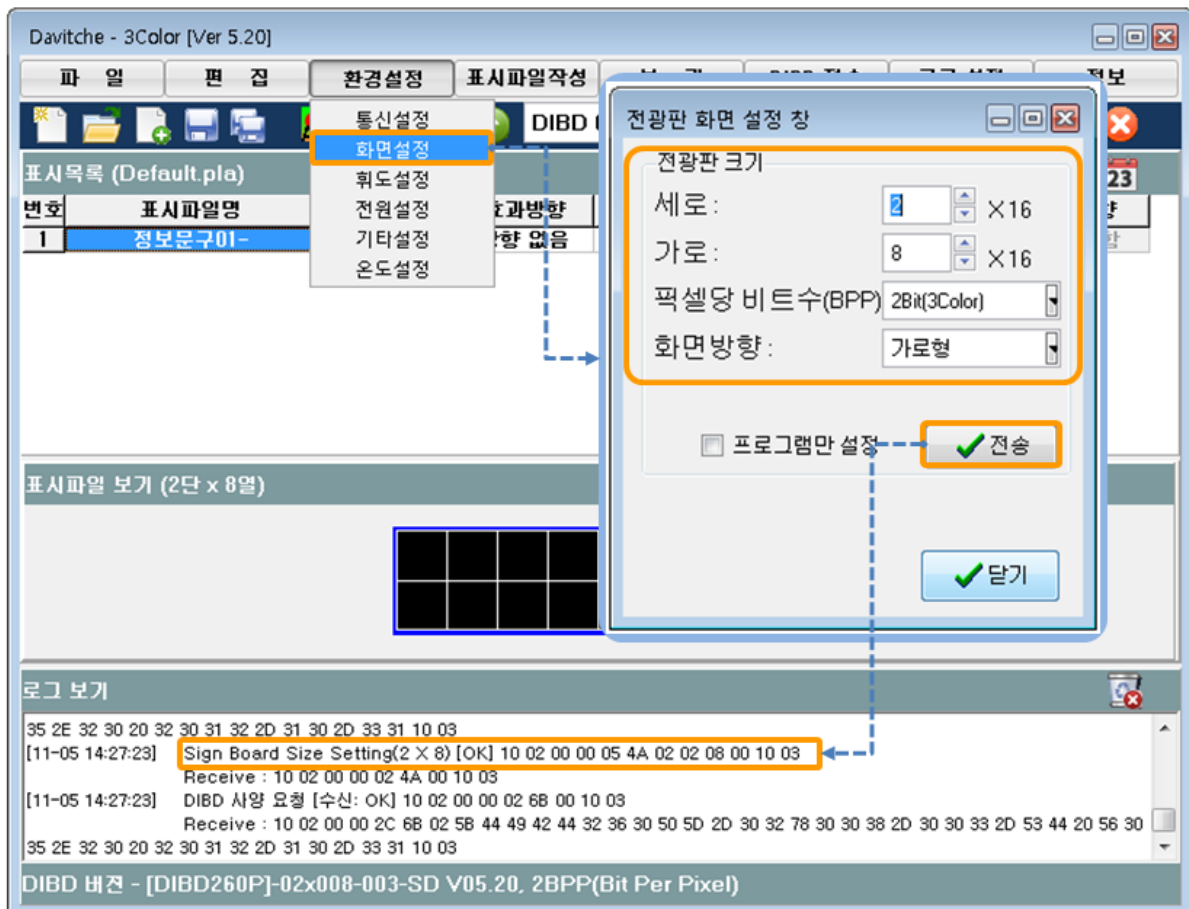 Davitche - 3Color [Ver 5.20]
파 일 편 집 환경설정 표시파일작성 정보
통신설정
화면설정
휘도설정
전원설정
기타설정
온도설정
DIBD
표시목록 (Default.pla)
23
번호 표시파일명 효과방향
1 정보문구01- 방향 없음
전광판 화면 설정 창
전광판 크기
세로: 2 X16
가로: 8 X16
픽셀당 비트수(BPP) 2Bit(3Color)
화면방향 : 가로형
프로그램만 설정 전송
닫기
표시파일 보기 (2단 x 8열)
로그 보기
35 2E 32 30 20 32 30 31 32 2D 31 30 2D 33 31 10 03
[11-05 14:27:23] Sign Board Size Setting(2 X 8) [OK] 10 02 00 00 05 4A 02 02 08 00 10 03
Receive : 10 02 00 00 02 4A 00 10 03
[11-05 14:27:23] DIBD 사양 요청 [수신: OK] 10 02 00 00 02 6B 00 10 03
Receive : 10 02 00 00 2C 6B 02 5B 44 49 42 44 32 36 30 50 5D 2D 30 32 78 30 30 38 2D 30 30 33 2D 53 44 20 56 30
35 2E 32 30 20 32 30 31 32 2D 31 30 2D 33 31 10 03
DIBD 버젼 - [DIBD260P]-02x008-003-SD V05.20, 2BPP(Bit Per Pixel)